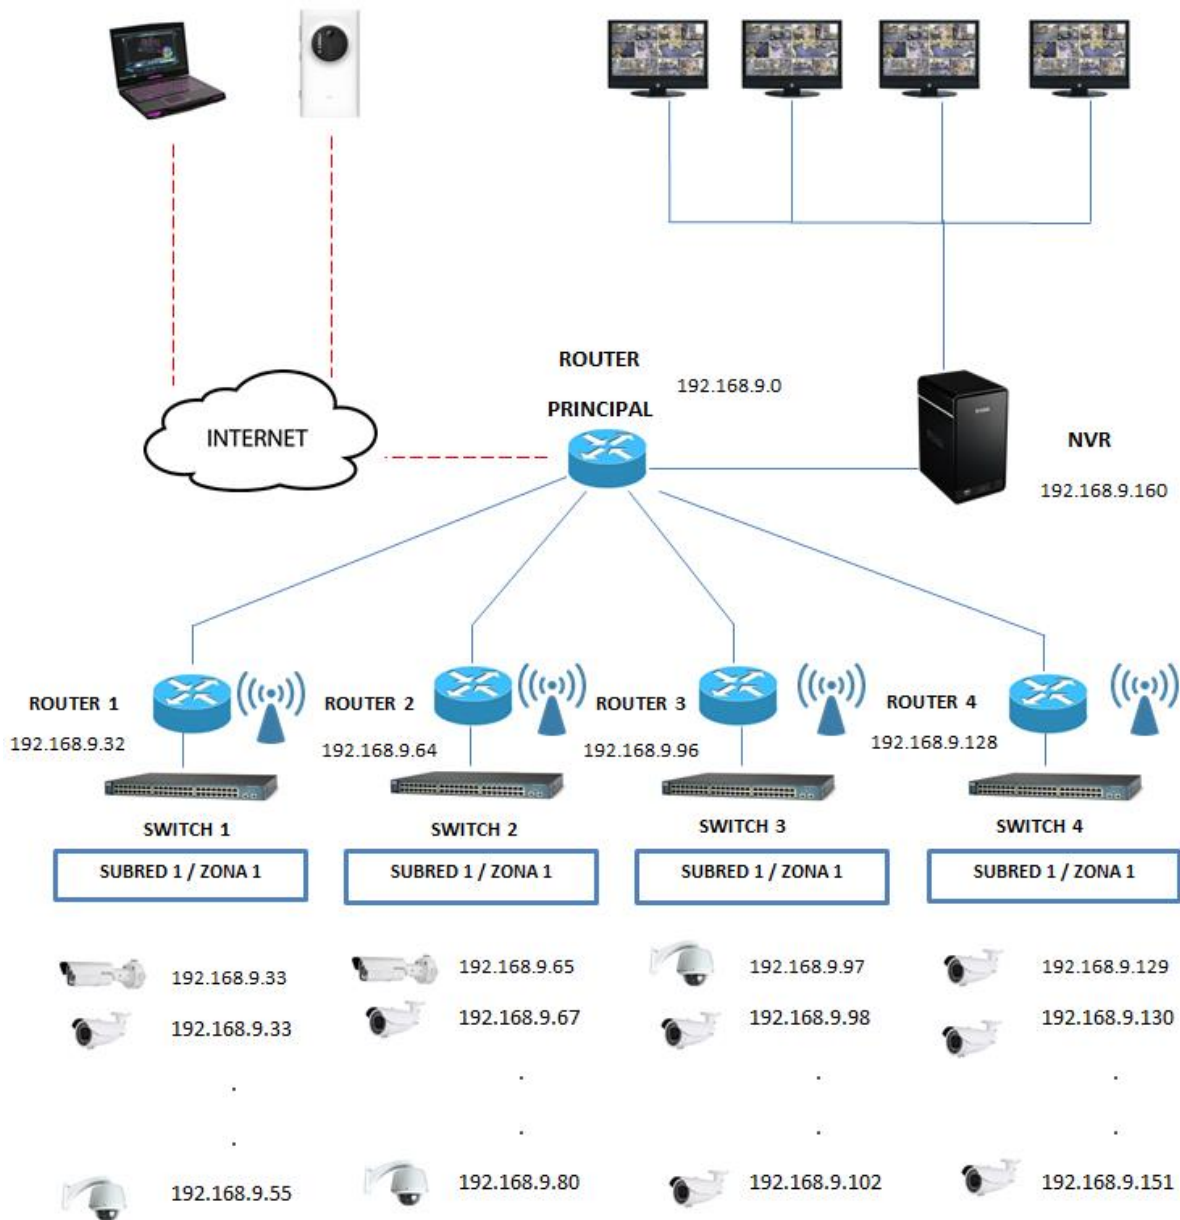 ROUTER
PRINCIPAL
192.168.9.0
INTERNET
NVR
192.168.9.160
ROUTER 1
192.168.9.32
ROUTER 2
192.168.9.64
ROUTER 3
192.168.9.96
ROUTER 4
192.168.9.128
SWITCH 1
SWITCH 2
SWITCH 3
SWITCH 4
SUBRED 1 / ZONA 1
SUBRED 1 / ZONA 1
SUBRED 1 / ZONA 1
SUBRED 1 / ZONA 1
192.168.9.33
192.168.9.65
192.168.9.97
192.168.9.129
192.168.9.33
192.168.9.67
192.168.9.98
192.168.9.130
192.168.9.55
192.168.9.80
192.168.9.102
192.168.9.151